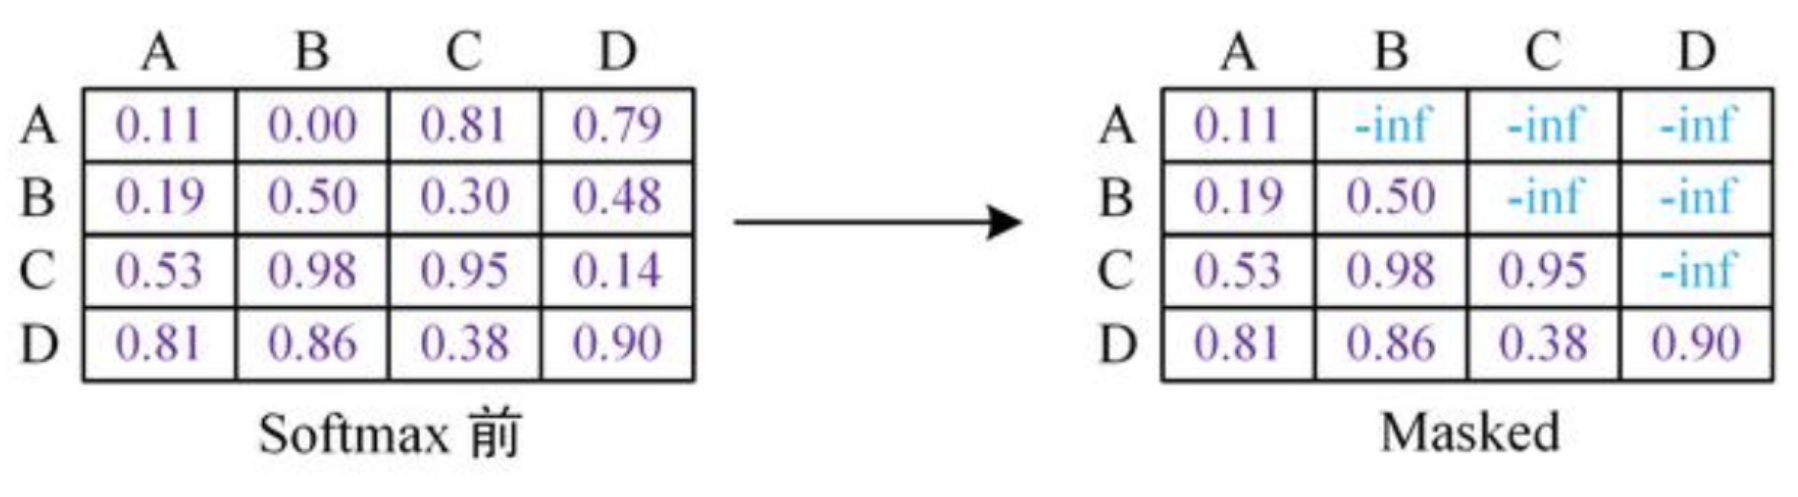 A B C D A B C D
A 0.11 0.00 0.81 0.79 A 0.11 -inf -inf -inf
B 0.19 0.50 0.30 0.48 B 0.19 0.50 -inf -inf
C 0.53 0.98 0.95 0.14 C 0.53 0.98 0.95 -inf
D 0.81 0.86 0.38 0.90 D 0.81 0.86 0.38 0.90
Softmax 前 Masked